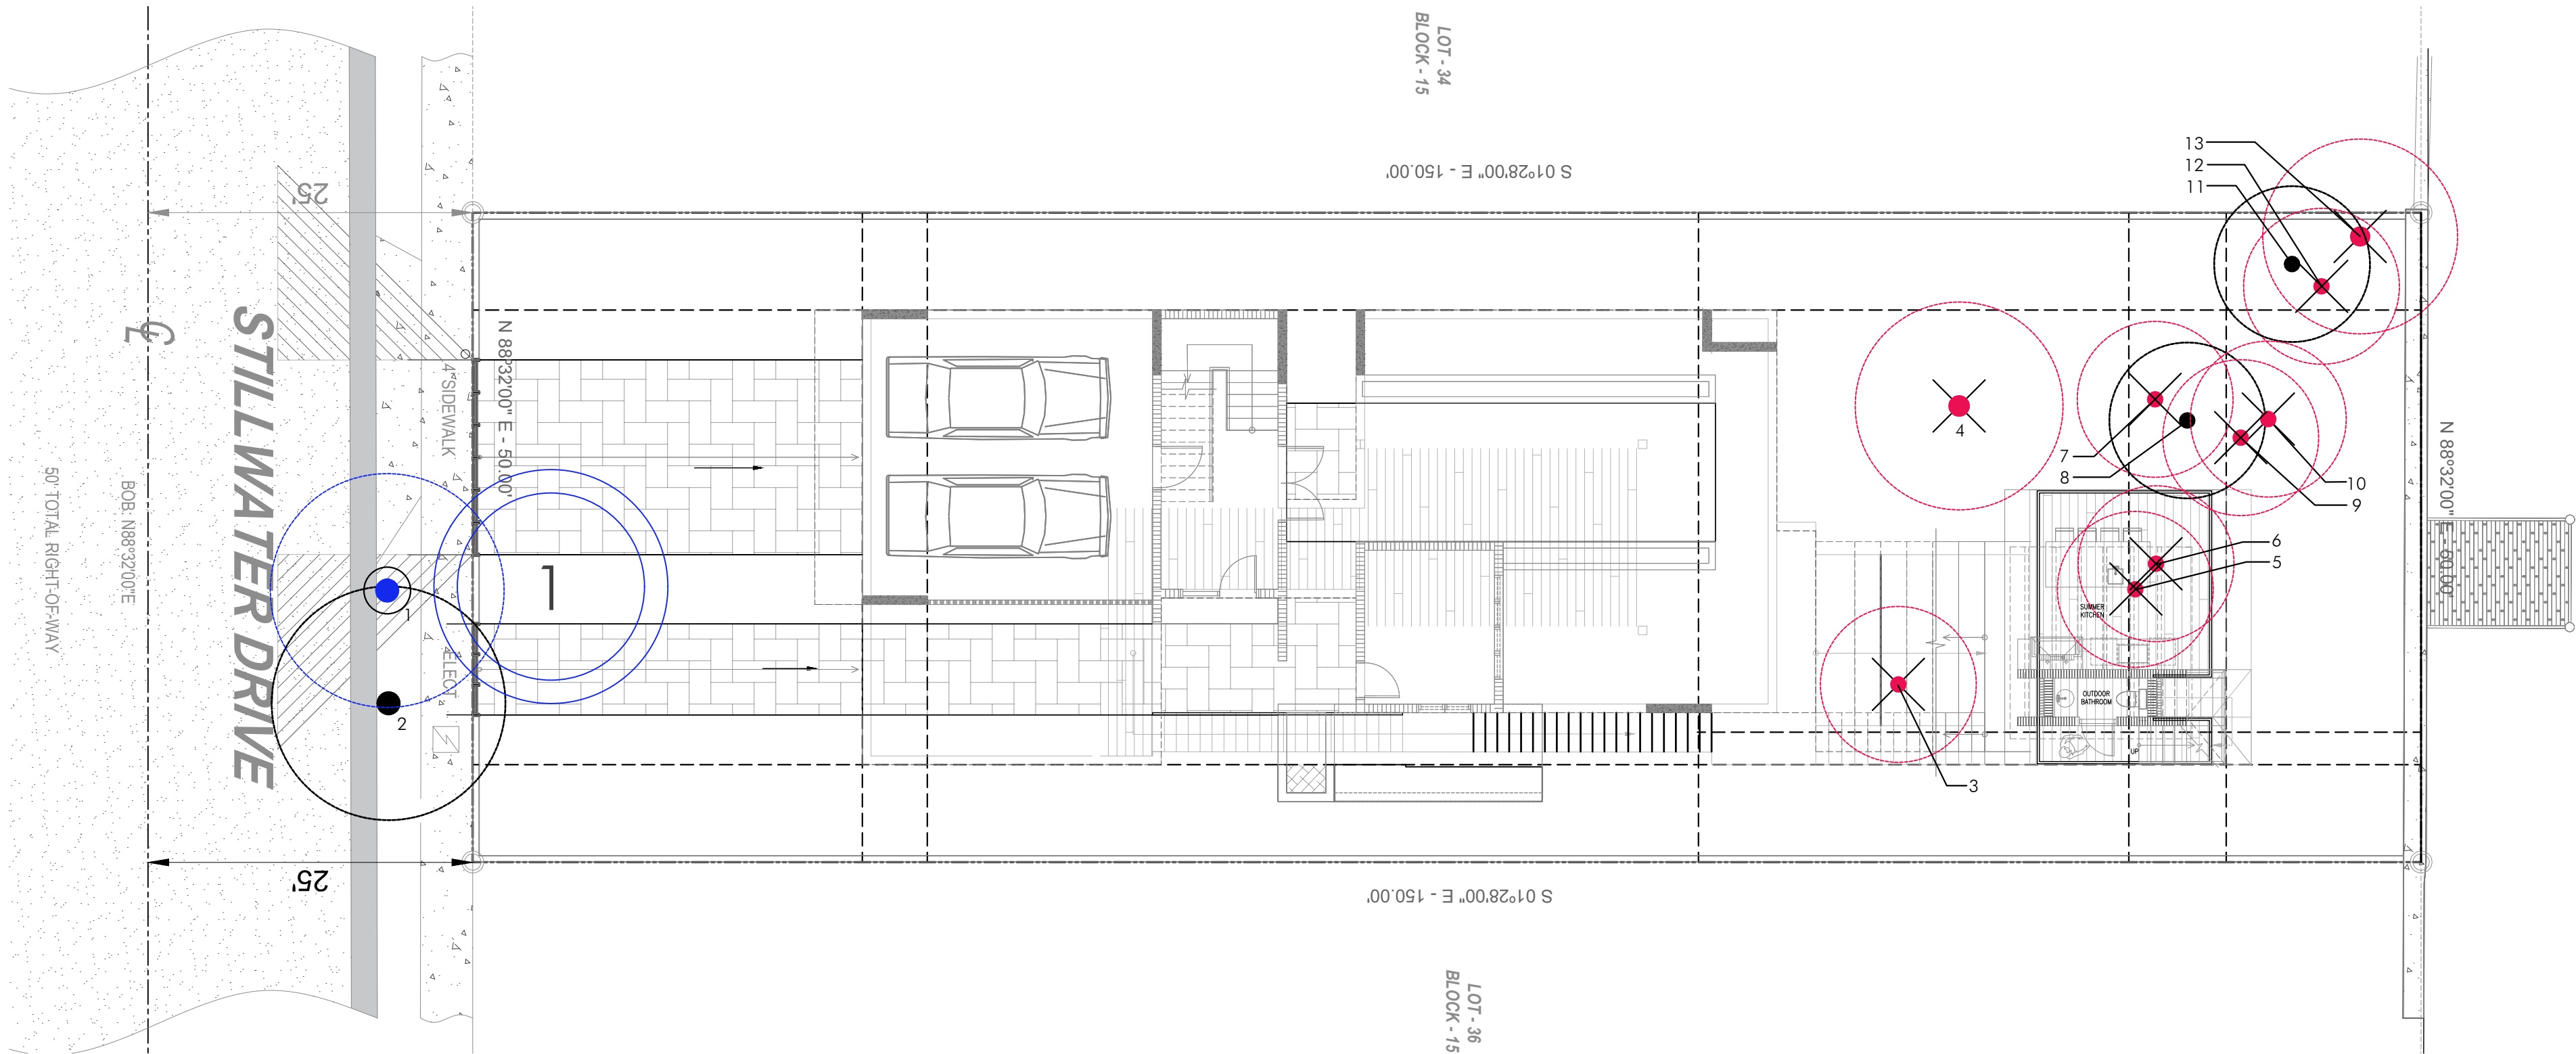 LOT - 34
BLOCK - 15
S 01°28'00" E - 150.00'
13
12
11
25'
STILLWATER DRIVE
CL
N 88°32'00" E - 50.00'
4' SIDEWALK
BOB: N88°32'00"E
50' TOTAL RIGHT-OF-WAY
1
1
2
ELECT
25'
4
7
8
10
9
6
5
3
SUMMER
KITCHEN
OUTDOOR
BATHROOM
UP
N 88°32'00" E - 60.00'
S 01°28'00" E - 150.00'
LOT - 36
BLOCK - 15